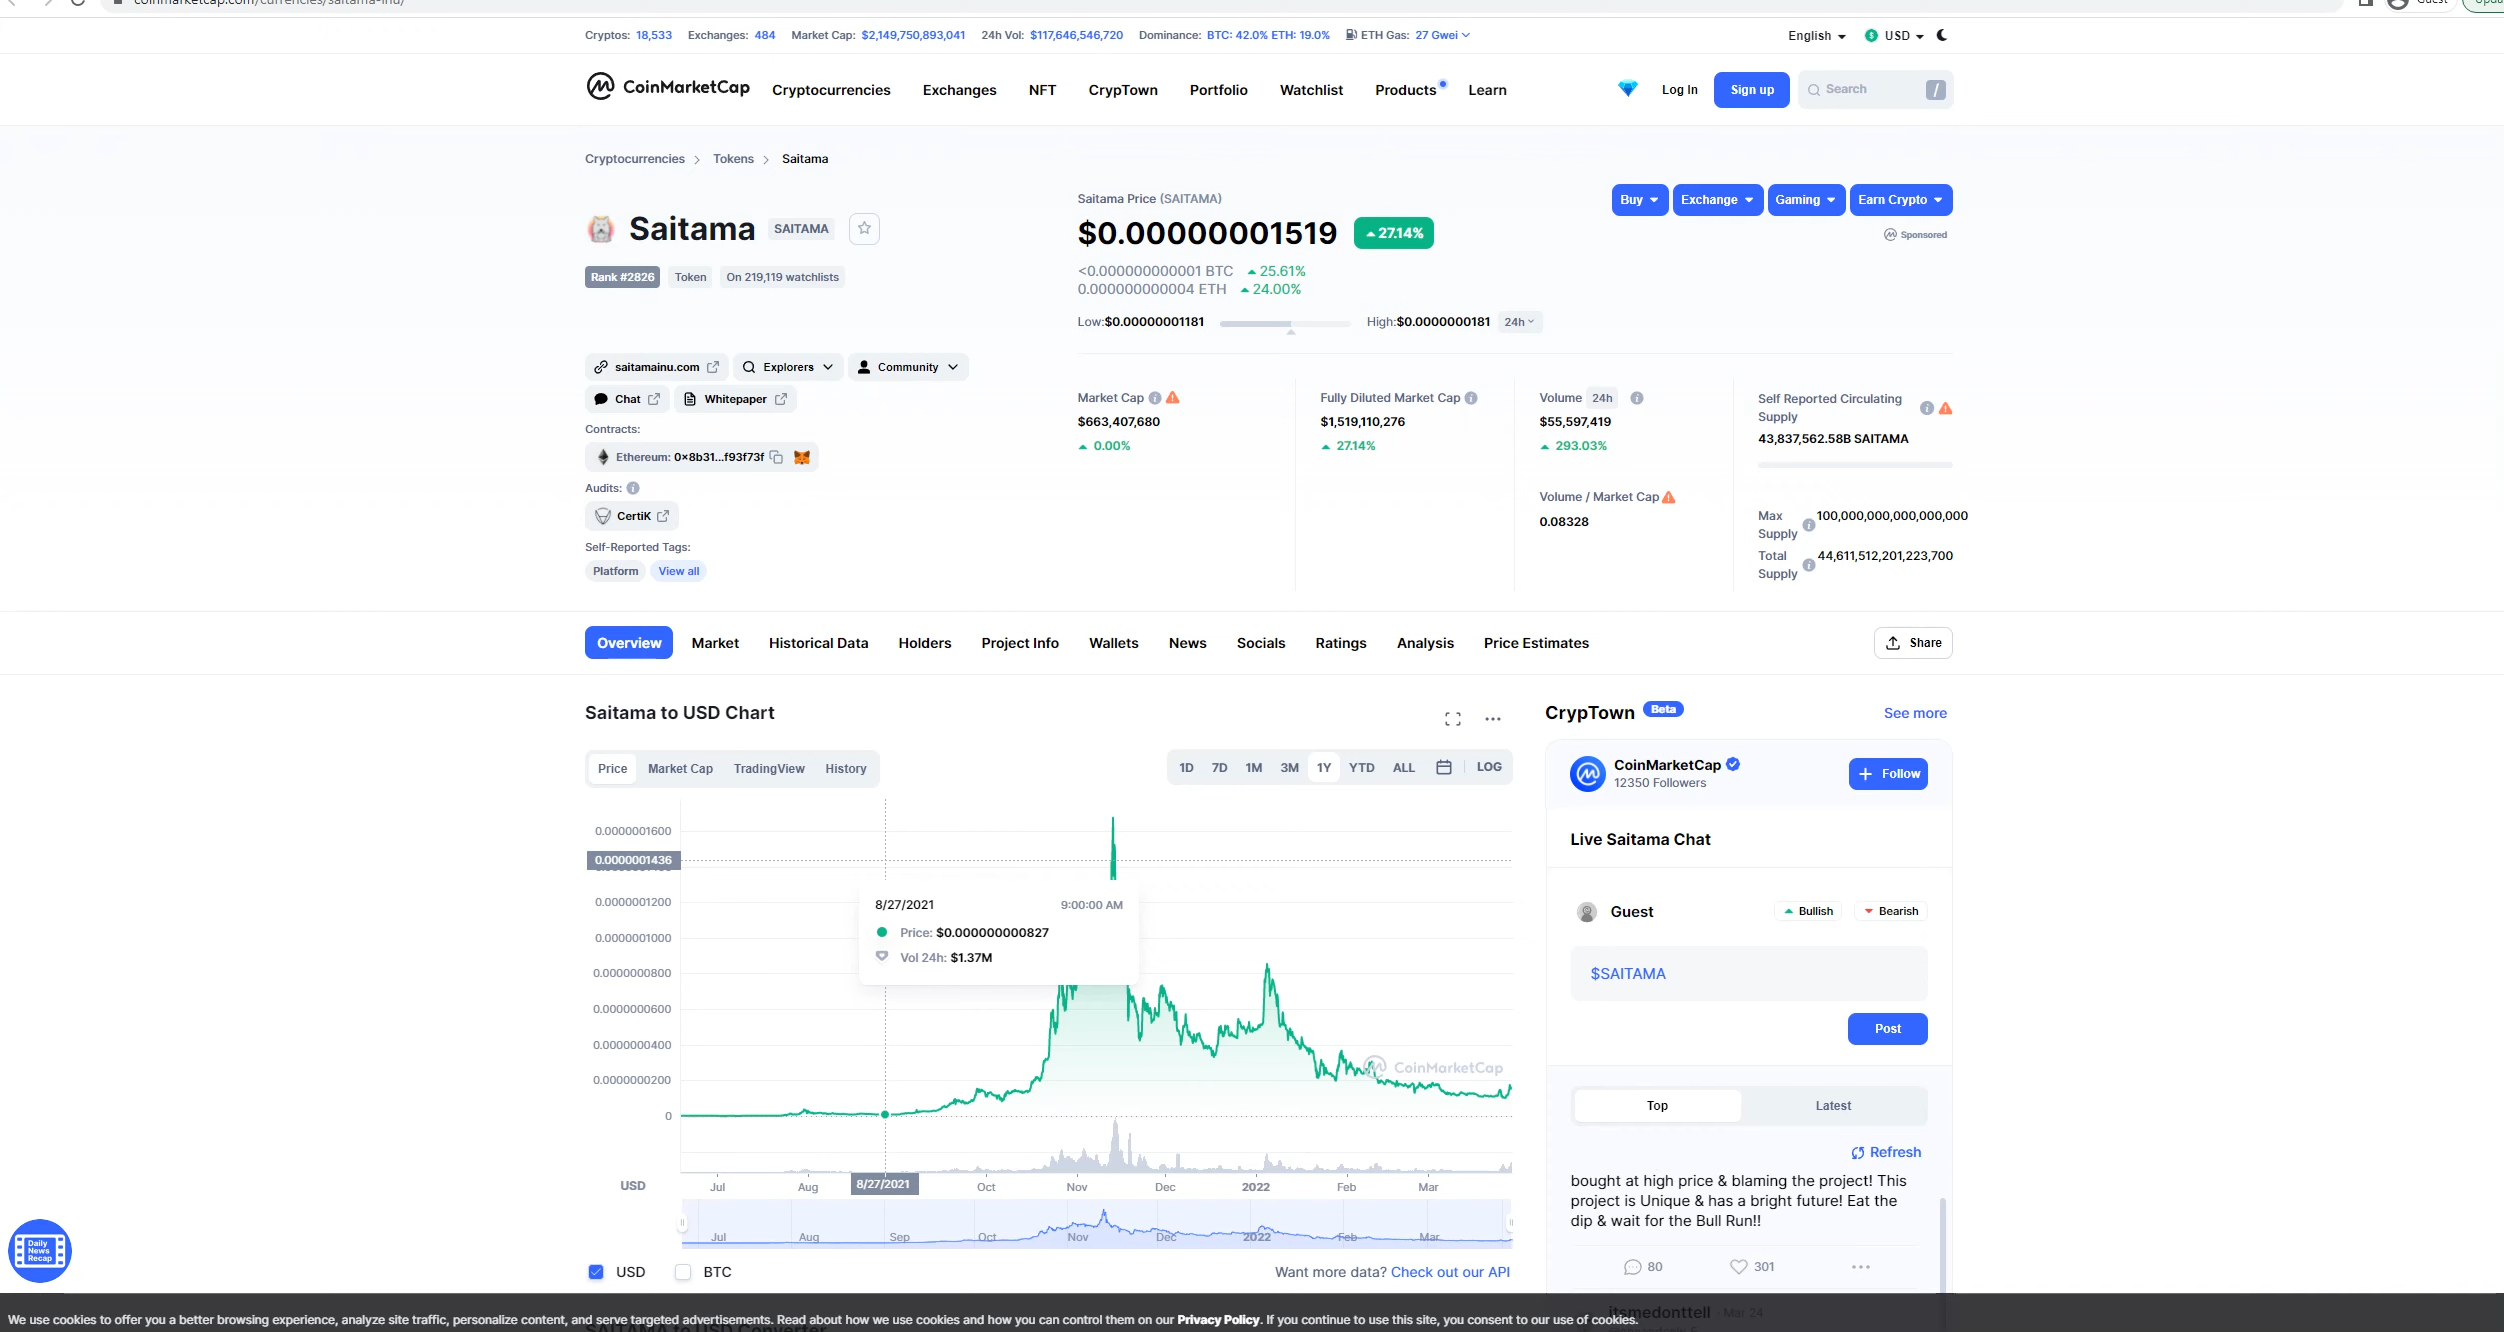 Cryptos: 18,533 Exchanges: 484 Market Cap: $2,149,750,893,041 24h Vol: $117,646,546,720 Dominance: BTC: 42.0% ETH: 19.0% ETH Gas: 27 Gwei English USD
CoinMarketCap Cryptocurrencies Exchanges NFT CrypTown Portfolio Watchlist Products Learn Log In Sign up Search /
Cryptocurrencies Tokens Saitama
Saitama SAITAMA
Rank #2826 Token On 219,119 watchlists
saitamainu.com Explorers Community
Chat Whitepaper
Contracts:
Ethereum: 0x8b31...f93f73f
Audits:
CertiK
Self-Reported Tags:
Platform View all
Saitama Price (SAITAMA)
$0.00000001519 27.14%
<0.000000000001 BTC 25.61%
0.000000000004 ETH 24.00%
Low:$0.00000001181 High:$0.0000000181 24h
Buy Exchange Gaming Earn Crypto
Sponsored
Market Cap
$663,407,680
0.00%
Fully Diluted Market Cap
$1,519,110,276
27.14%
Volume 24h
$55,597,419
293.03%
Volume / Market Cap
0.08328
Self Reported Circulating
Supply
43,837,562.58B SAITAMA
Max
Supply
100,000,000,000,000,000
Total
Supply
44,611,512,201,223,700
Overview Market Historical Data Holders Project Info Wallets News Socials Ratings Analysis Price Estimates Share
Saitama to USD Chart
Price Market Cap TradingView History 1D 7D 1M 3M 1Y YTD ALL LOG
0.0000001600
0.0000001436
0.0000001200
0.0000001000
0.0000000800
0.0000000600
0.0000000400
0.0000000200
0
8/27/2021 9:00:00 AM
Price: $0.000000000827
Vol 24h: $1.37M
CoinMarketCap
USD Jul Aug 8/27/2021 Oct Nov Dec 2022 Feb Mar
Jul Aug Sep Oct Nov Dec 2022 Feb Mar
USD BTC Want more data? Check out our API
CrypTown Beta See more
CoinMarketCap
12350 Followers
Follow
Live Saitama Chat
Guest Bullish Bearish
$SAITAMA
Post
Top Latest
Refresh
bought at high price & blaming the project! This
project is Unique & has a bright future! Eat the
dip & wait for the Bull Run!!
80 301
itsmedonttell Mar 24
Daily
News
Recap
We use cookies to offer you a better browsing experience, analyze site traffic, personalize content, and serve targeted advertisements. Read about how we use cookies and how you can control them on our Privacy Policy. If you continue to use this site, you consent to our use of cookies.
SAITAMA to USD Converter